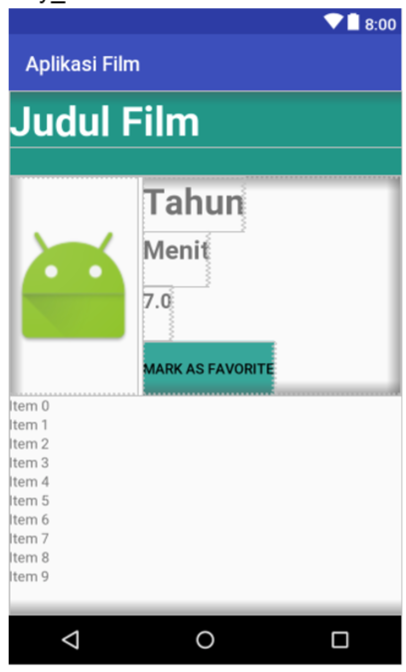 8:00
Aplikasi Film
Judul Film
Tahun
Menit
7.0
MARK AS FAVORITE
Item 0
Item 1
Item 2
Item 3
Item 4
Item 5
Item 6
Item 7
Item 8
Item 9